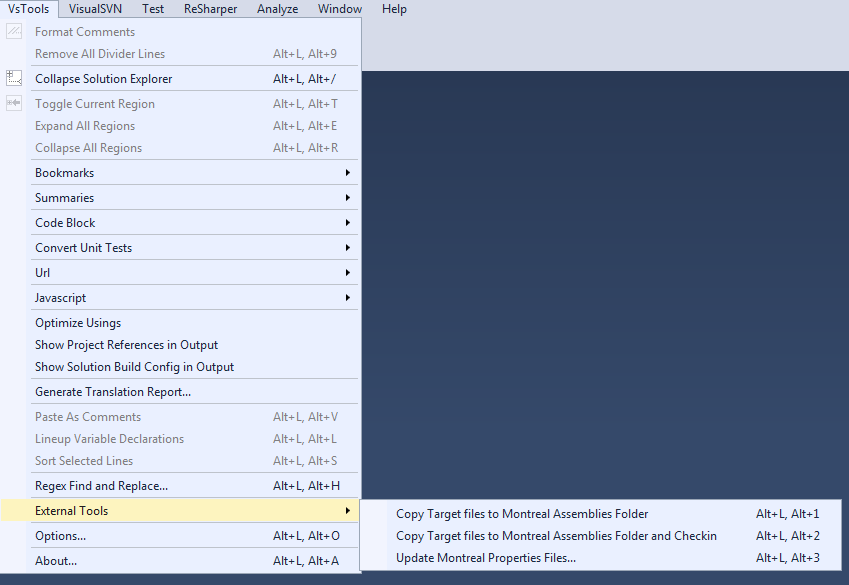 VsTools VisualSVN Test ReSharper Analyze Window Help
Format Comments
Remove All Divider Lines Alt+L, Alt+9
Collapse Solution Explorer Alt+L, Alt+/
Toggle Current Region Alt+L, Alt+T
Expand All Regions Alt+L, Alt+E
Collapse All Regions Alt+L, Alt+R
Bookmarks
Summaries
Code Block
Convert Unit Tests
Url
Javascript
Optimize Usings
Show Project References in Output
Show Solution Build Config in Output
Generate Translation Report...
Paste As Comments Alt+L, Alt+V
Lineup Variable Declarations Alt+L, Alt+L
Sort Selected Lines Alt+L, Alt+S
Regex Find and Replace... Alt+L, Alt+H
External Tools
Options... Alt+L, Alt+O
About... Alt+L, Alt+A
Copy Target files to Montreal Assemblies Folder Alt+L, Alt+1
Copy Target files to Montreal Assemblies Folder and Checkin Alt+L, Alt+2
Update Montreal Properties Files... Alt+L, Alt+3